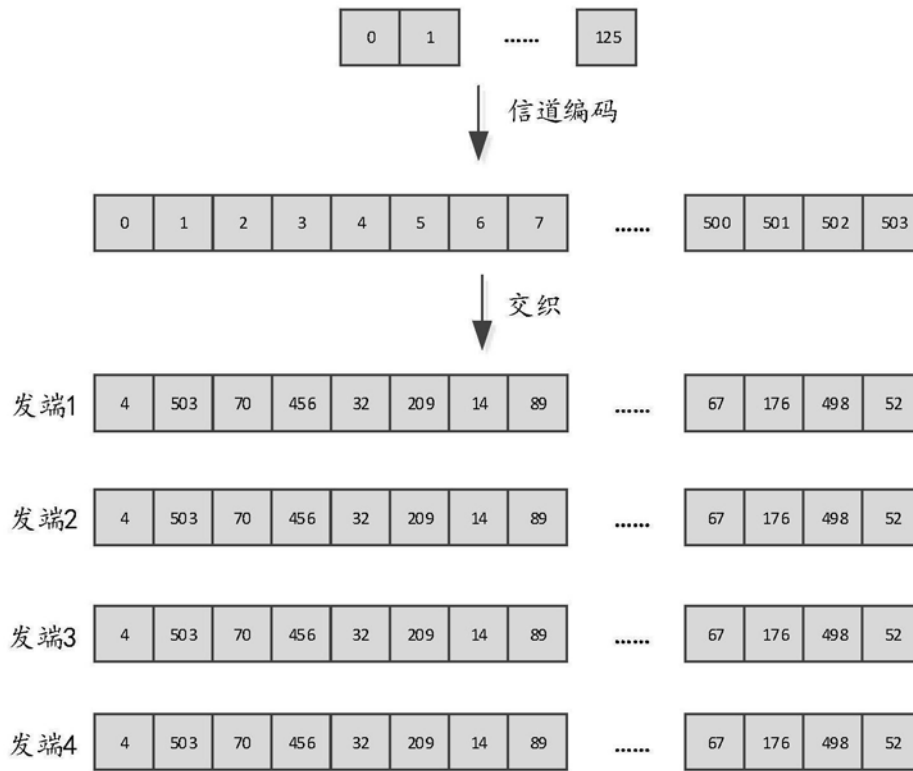 0 1 …… 125
信道编码
0 1 2 3 4 5 6 7 …… 500 501 502 503
交织
发端1 4 503 70 456 32 209 14 89 …… 67 176 498 52
发端2 4 503 70 456 32 209 14 89 …… 67 176 498 52
发端3 4 503 70 456 32 209 14 89 …… 67 176 498 52
发端4 4 503 70 456 32 209 14 89 …… 67 176 498 52